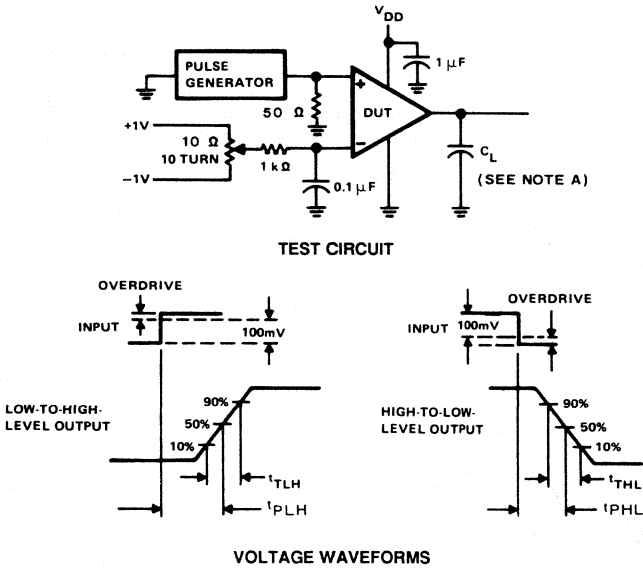 VDD
PULSE
GENERATOR
1 µF
50 Ω
+
DUT
−
+1V
10 Ω
10 TURN
−1V
1 kΩ
0.1 µF
CL
(SEE NOTE A)
TEST CIRCUIT
OVERDRIVE
INPUT
100mV
LOW-TO-HIGH-
LEVEL OUTPUT
90%
50%
10%
tTLH
tPLH
OVERDRIVE
INPUT
100mV
HIGH-TO-LOW-
LEVEL OUTPUT
90%
50%
10%
tTHL
tPHL
VOLTAGE WAVEFORMS